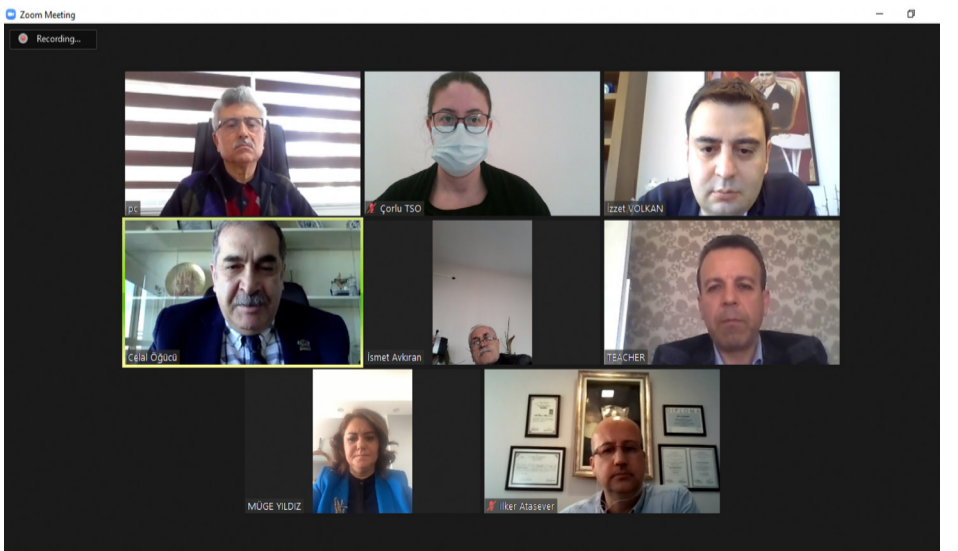 Zoom Meeting
Recording...
pc
Çorlu TSO
İzzet VOLKAN
Celal Öğücü
İsmet Avkıran
TEACHER
MÜGE YILDIZ
İlker Atasever